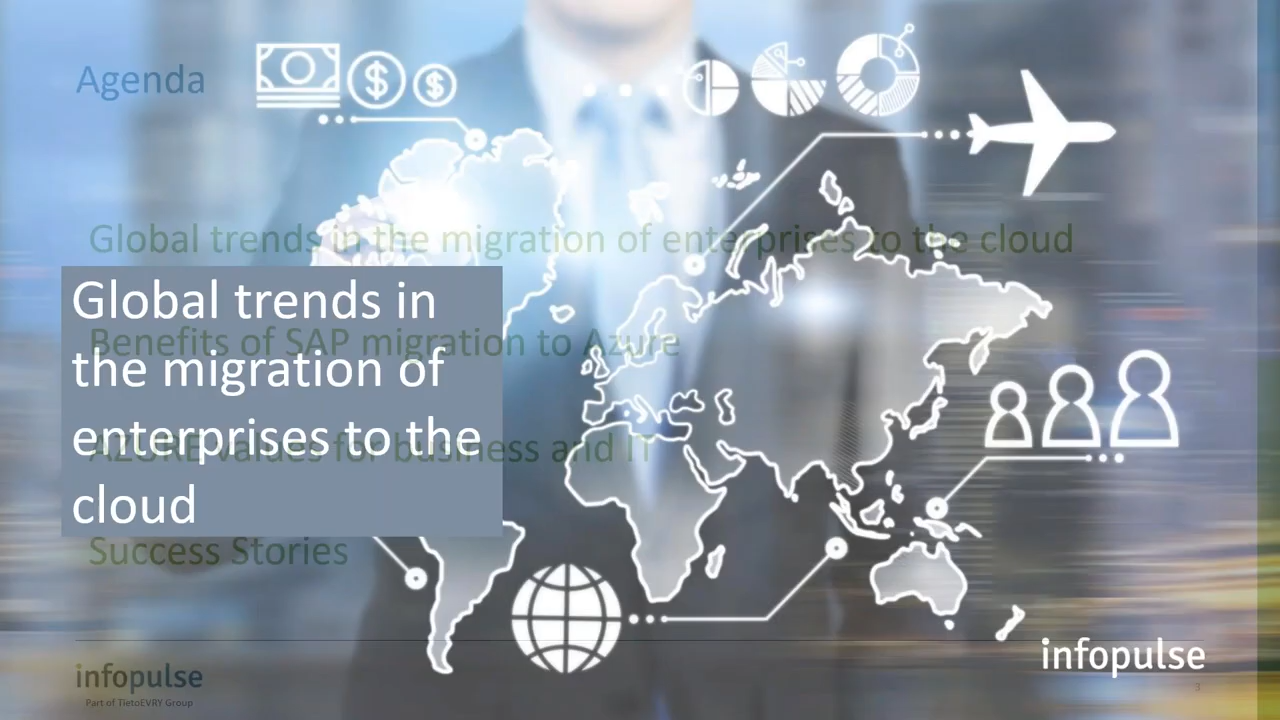 Agenda
Global trends in the migration of enterprises to the cloud
Global trends in
the migration of
enterprises to the
cloud
Benefits of SAP migration to Azure
AZURE values for business and IT
Success Stories
infopulse
infopulse
Part of TietoEVRY Group
3